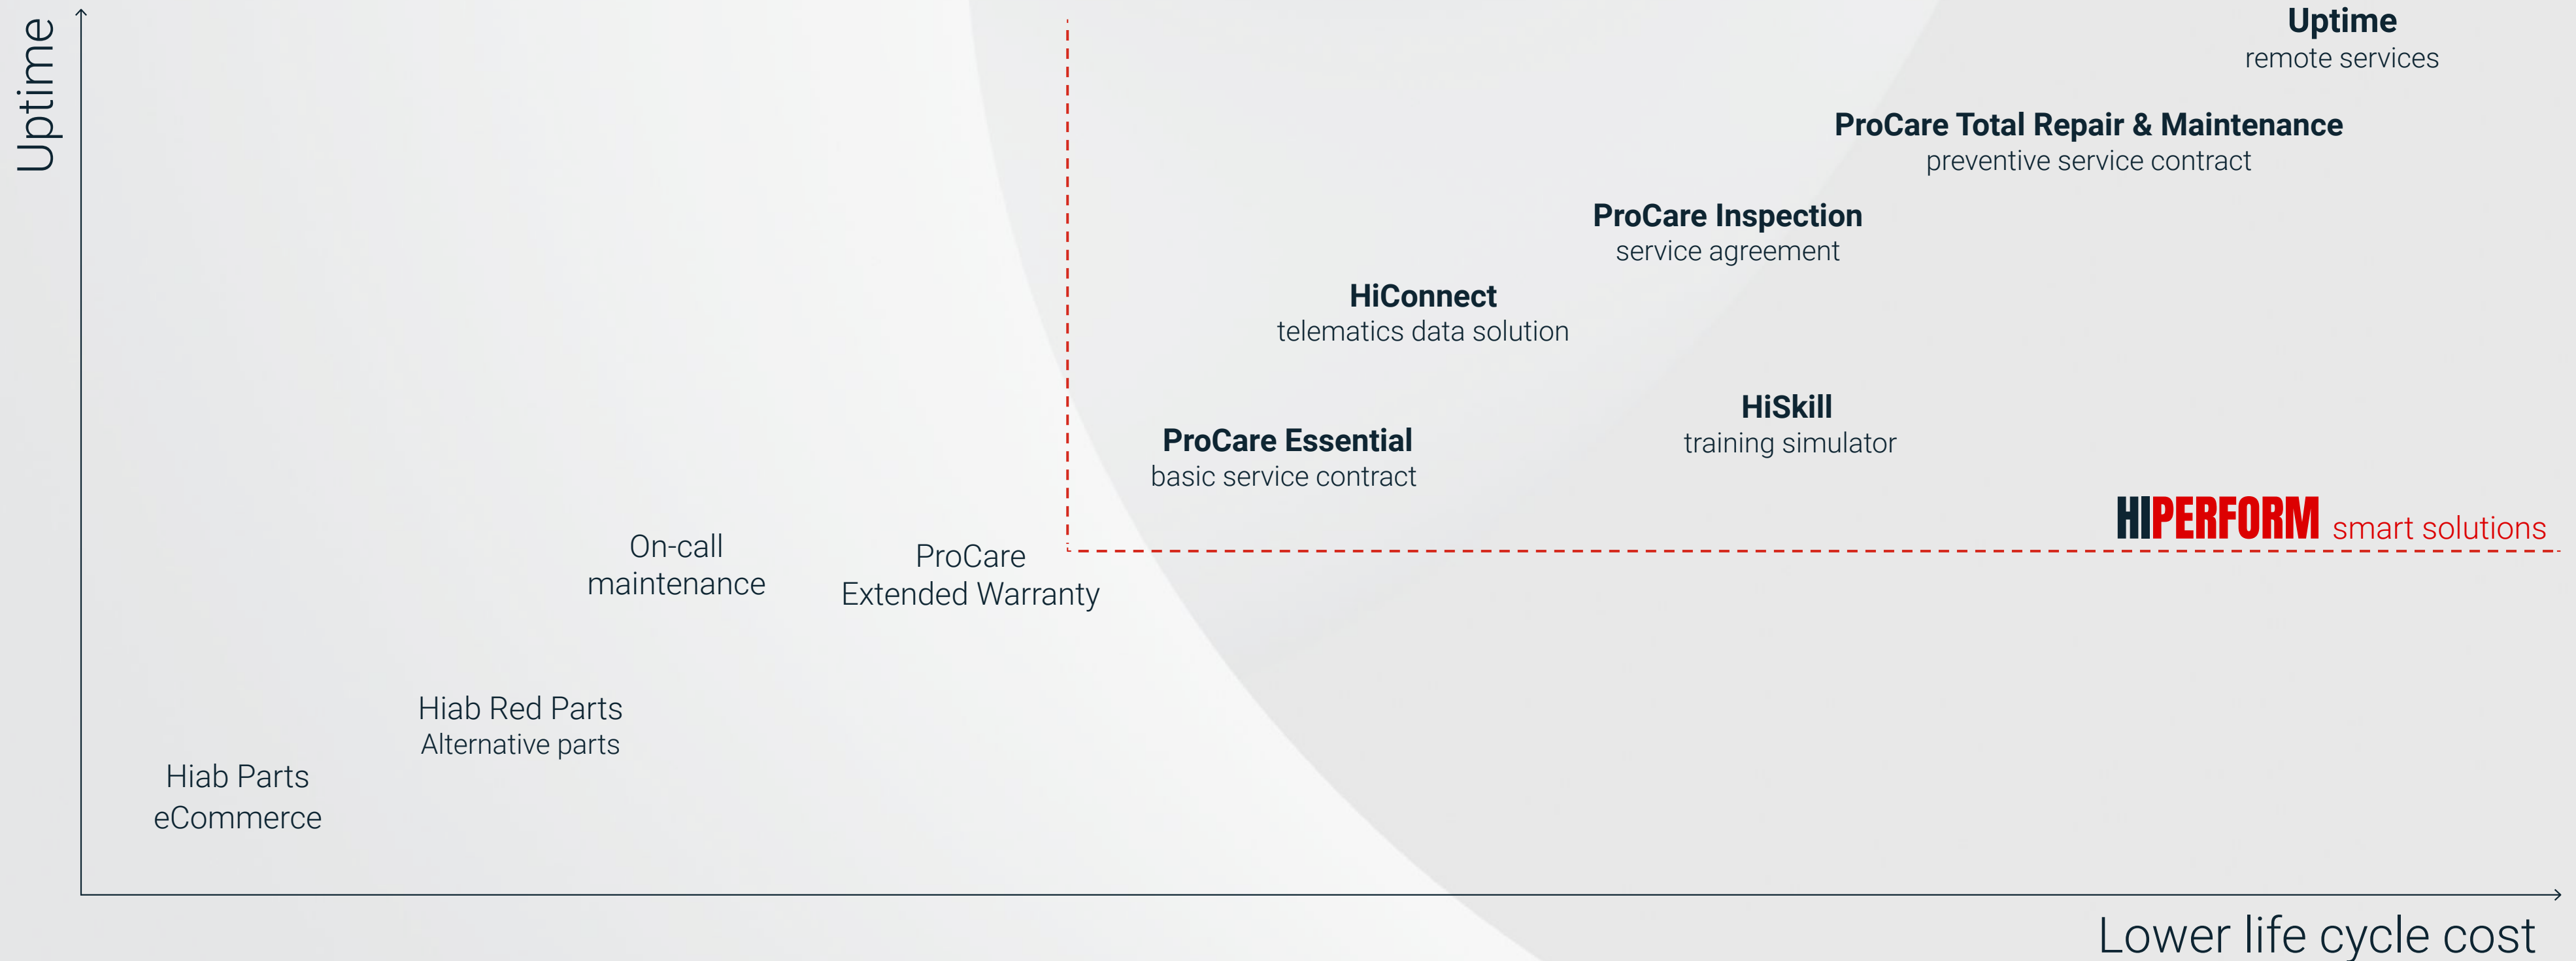 Uptime
Uptime
remote services
ProCare Total Repair & Maintenance
preventive service contract
ProCare Inspection
service agreement
HiConnect
telematics data solution
HiSkill
training simulator
ProCare Essential
basic service contract
HIPERFORM smart solutions
On-call
maintenance
ProCare
Extended Warranty
Hiab Red Parts
Alternative parts
Hiab Parts
eCommerce
Lower life cycle cost